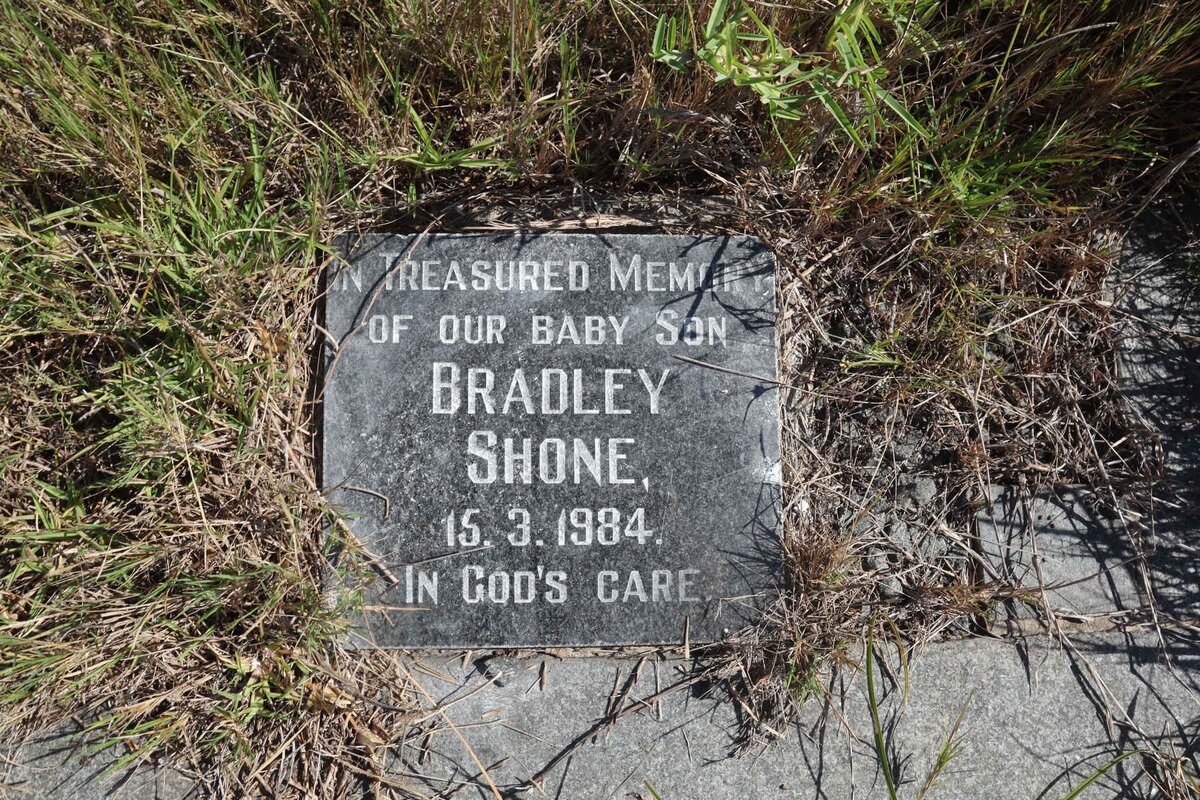 IN TREASURED MEMORY,
OF OUR BABY SON
BRADLEY
SHONE,
15. 3. 1984.
IN GOD'S CARE.